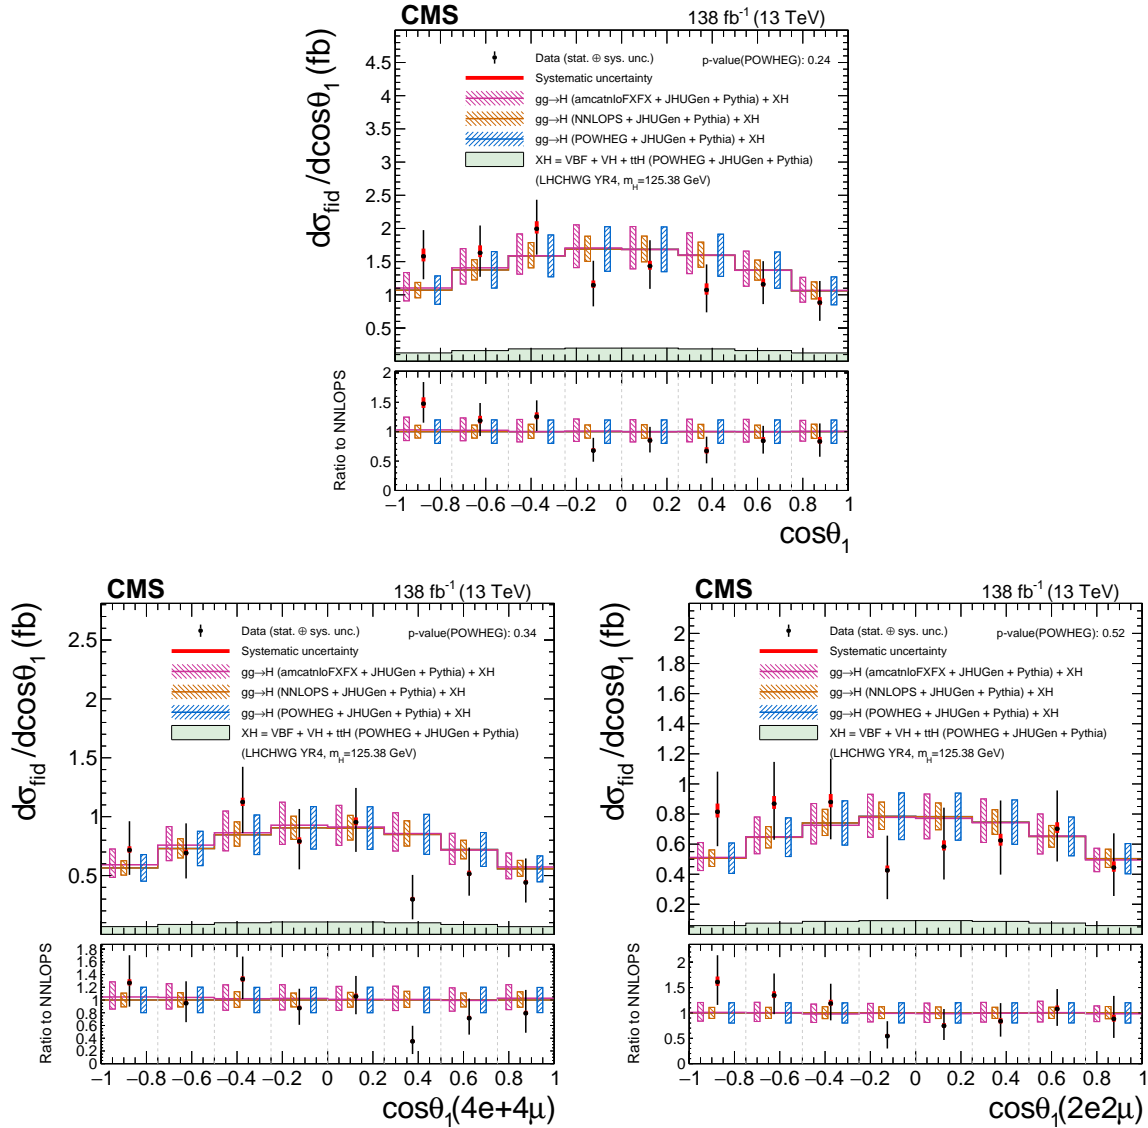 CMS 138 fb⁻¹ (13 TeV)
dσfid/dcosθ1 (fb)
4.5
4
3.5
3
2.5
2
1.5
1
0.5
Data (stat. ⊕ sys. unc.) p-value(POWHEG): 0.24
Systematic uncertainty
gg→H (amcatnloFXFX + JHUGen + Pythia) + XH
gg→H (NNLOPS + JHUGen + Pythia) + XH
gg→H (POWHEG + JHUGen + Pythia) + XH
XH = VBF + VH + ttH (POWHEG + JHUGen + Pythia)
(LHCHWG YR4, mH=125.38 GeV)
Ratio to NNLOPS
2
1.5
1
0.5
0
−1 −0.8 −0.6 −0.4 −0.2 0 0.2 0.4 0.6 0.8 1
cosθ1
CMS 138 fb⁻¹ (13 TeV)
dσfid/dcosθ1 (fb)
2.5
2
1.5
1
0.5
Data (stat. ⊕ sys. unc.) p-value(POWHEG): 0.34
Systematic uncertainty
gg→H (amcatnloFXFX + JHUGen + Pythia) + XH
gg→H (NNLOPS + JHUGen + Pythia) + XH
gg→H (POWHEG + JHUGen + Pythia) + XH
XH = VBF + VH + ttH (POWHEG + JHUGen + Pythia)
(LHCHWG YR4, mH=125.38 GeV)
Ratio to NNLOPS
1.8
1.6
1.4
1.2
1
0.8
0.6
0.4
0.2
0
−1 −0.8 −0.6 −0.4 −0.2 0 0.2 0.4 0.6 0.8 1
cosθ1(4e+4μ)
CMS 138 fb⁻¹ (13 TeV)
dσfid/dcosθ1 (fb)
2
1.8
1.6
1.4
1.2
1
0.8
0.6
0.4
0.2
Data (stat. ⊕ sys. unc.) p-value(POWHEG): 0.52
Systematic uncertainty
gg→H (amcatnloFXFX + JHUGen + Pythia) + XH
gg→H (NNLOPS + JHUGen + Pythia) + XH
gg→H (POWHEG + JHUGen + Pythia) + XH
XH = VBF + VH + ttH (POWHEG + JHUGen + Pythia)
(LHCHWG YR4, mH=125.38 GeV)
Ratio to NNLOPS
2
1.5
1
0.5
0
−1 −0.8 −0.6 −0.4 −0.2 0 0.2 0.4 0.6 0.8 1
cosθ1(2e2μ)